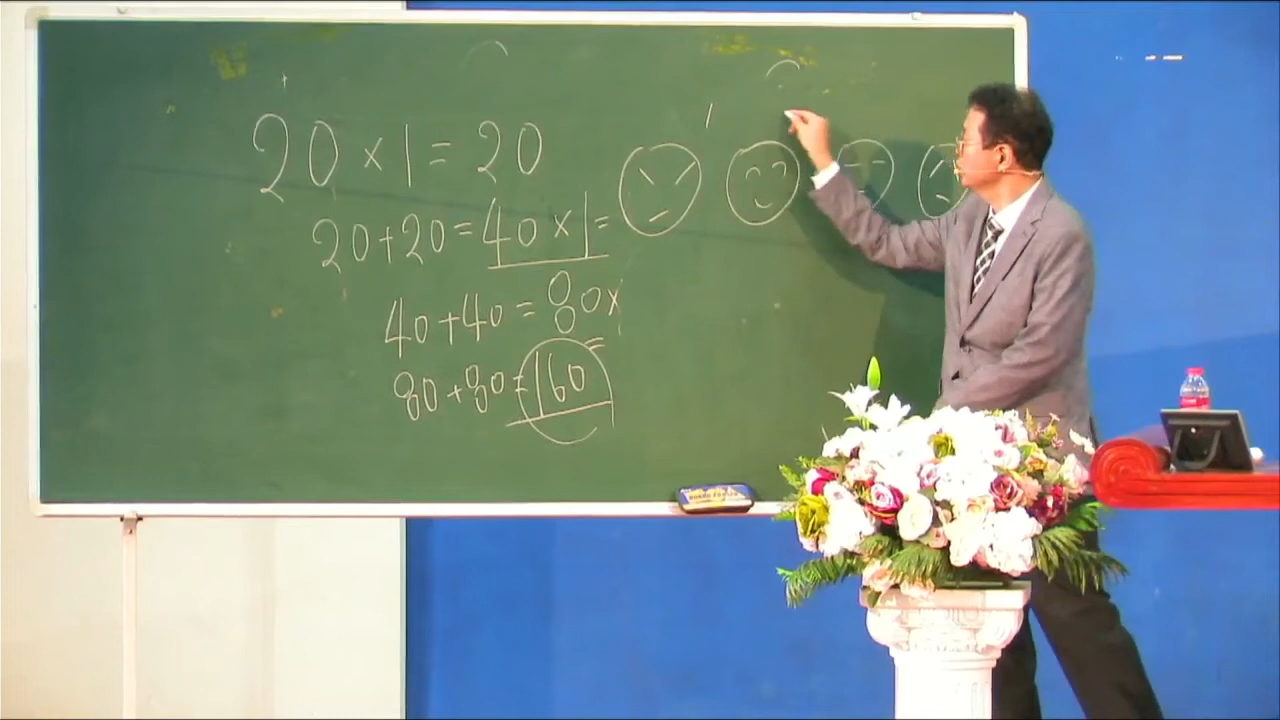 20 × 1 = 20
20 + 20 = 40 × 1 =
40 + 40 = 80 ×
80 + 80 = 160